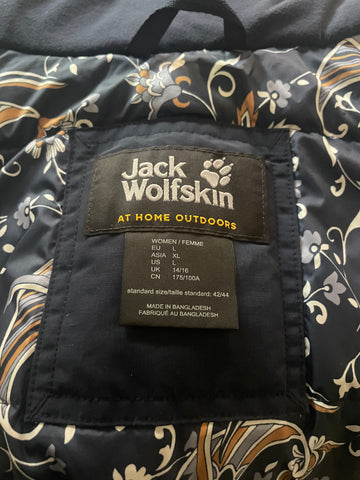 Jack
Wolfskin
AT HOME OUTDOORS
WOMEN / FEMME
EU L
ASIA XL
US L
UK 14/16
CN 175/100A
standard size/taille standard: 42/44
MADE IN BANGLADESH
FABRIQUÉ AU BANGLADESH